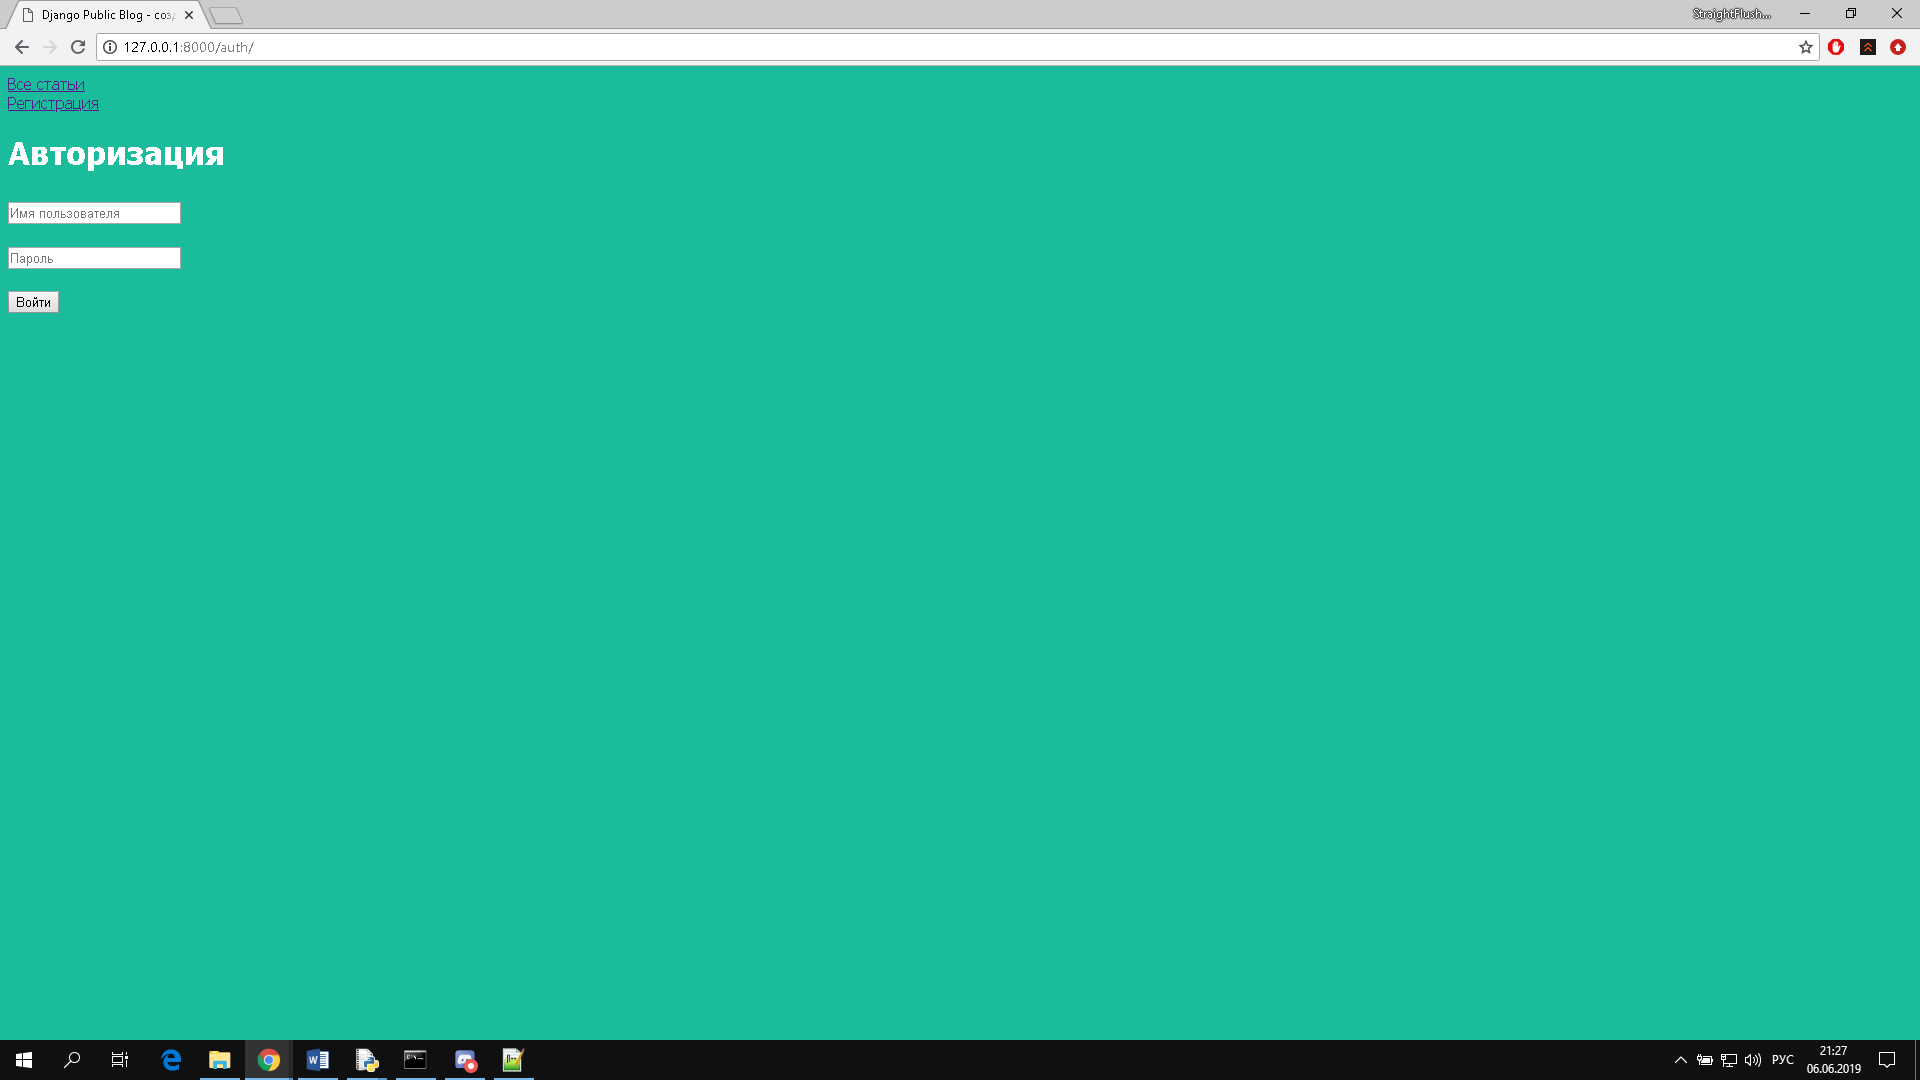 Django Public Blog - соз
StraightFlush...
127.0.0.1:8000/auth/
Все статьи
Регистрация
Авторизация
Имя пользователя
Пароль
Войти
РУС
21:27
06.06.2019